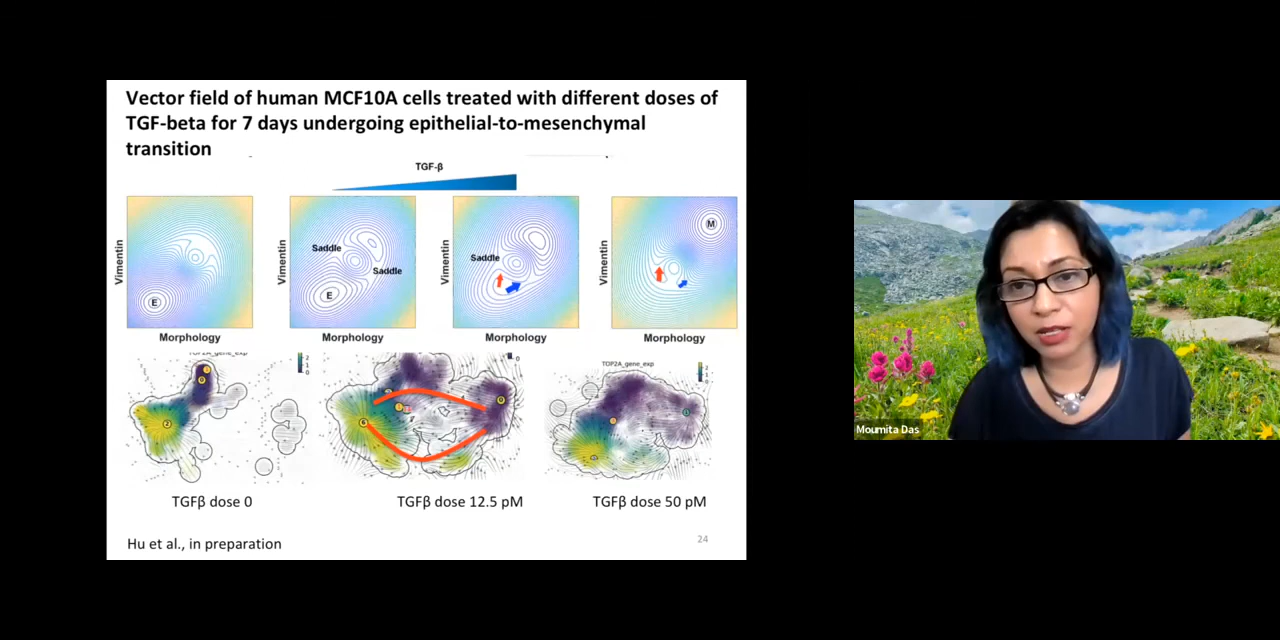 Vector field of human MCF10A cells treated with different doses of
TGF-beta for 7 days undergoing epithelial-to-mesenchymal
transition
TGF-β
Vimentin
E
Morphology
Vimentin
Saddle
Saddle
E
Morphology
Vimentin
Saddle
Morphology
Vimentin
M
Morphology
TOP2A_gene_exp
TOP2A_gene_exp
TGFβ dose 0
TGFβ dose 12.5 pM
TGFβ dose 50 pM
Hu et al., in preparation
24
Moumita Das